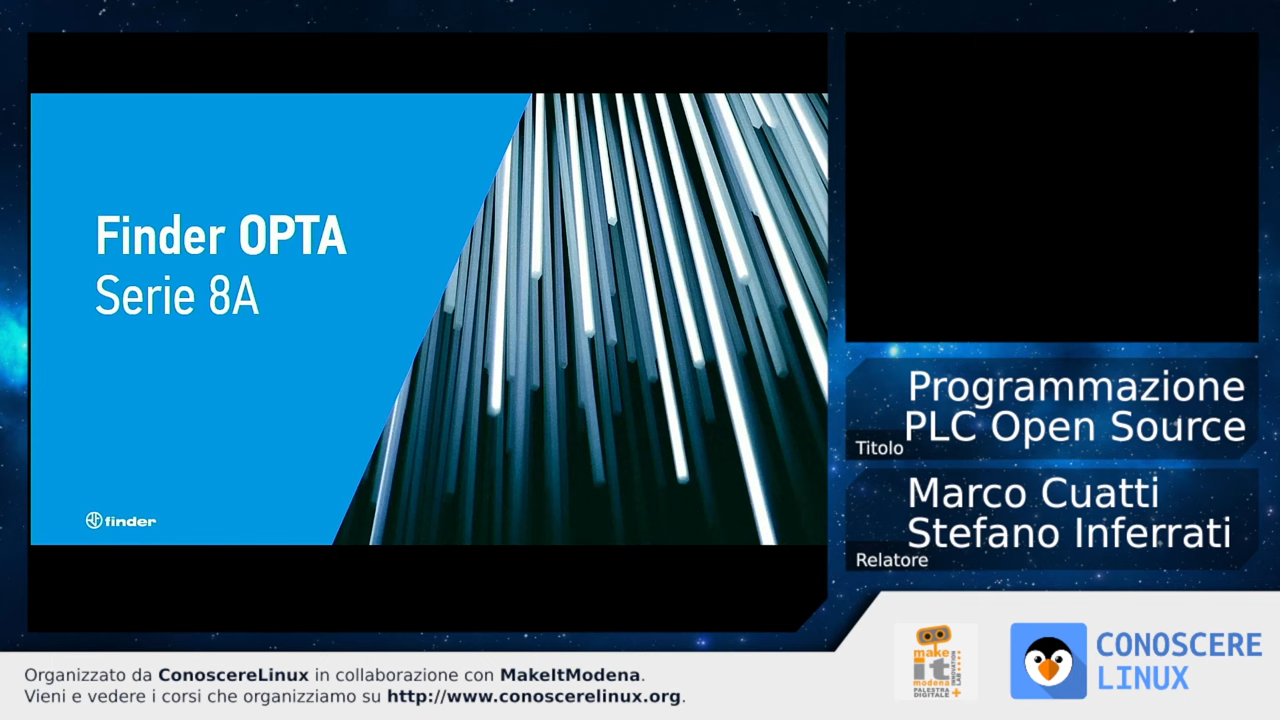 Finder OPTA
Serie 8A
finder
Programmazione
PLC Open Source
Titolo
Marco Cuatti
Stefano Inferrati
Relatore
Organizzato da ConoscereLinux in collaborazione con MakeItModena.
Vieni e vedere i corsi che organizziamo su http://www.conoscerelinux.org.
make
it
modena
PALESTRA
DIGITALE
INNOVATION
LAB
CONOSCERE
LINUX